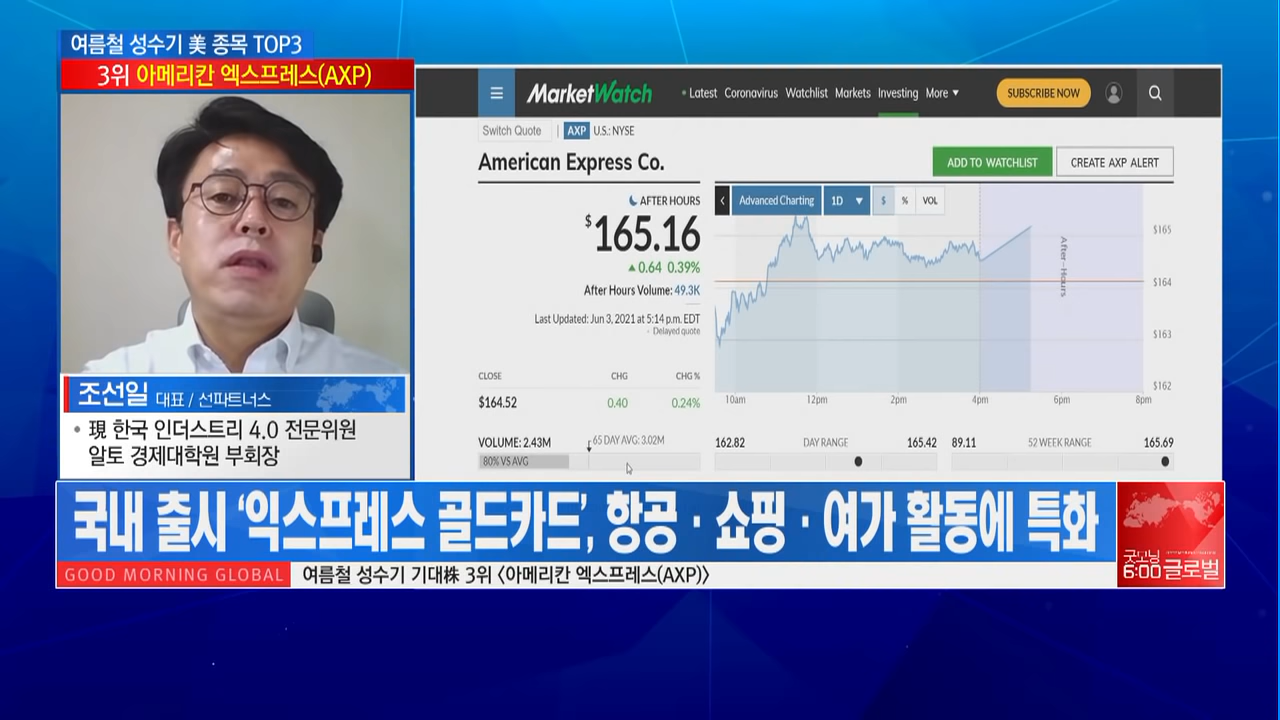 여름철 성수기 美 종목 TOP3
3위 아메리칸 엑스프레스(AXP)
조선일 대표 / 선파트너스
• 現 한국 인더스트리 4.0 전문위원
알토 경제대학원 부회장
MarketWatch
• Latest Coronavirus Watchlist Markets Investing More ▼
SUBSCRIBE NOW
Switch Quote | AXP U.S.: NYSE
American Express Co.
ADD TO WATCHLIST
CREATE AXP ALERT
AFTER HOURS
$165.16
▲0.64 0.39%
After Hours Volume: 49.3K
Last Updated: Jun 3, 2021 at 5:14 p.m. EDT
Delayed quote
CLOSE CHG CHG %
$164.52 0.40 0.24%
VOLUME: 2.43M 65 DAY AVG: 3.02M
80% VS AVG
< Advanced Charting 1D ▼ $ % VOL
$165
$164
$163
$162
After-Hours
10am 12pm 2pm 4pm 6pm 8pm
162.82 DAY RANGE 165.42
89.11 52 WEEK RANGE 165.69
국내 출시 ‘익스프레스 골드카드’, 항공·쇼핑·여가 활동에 특화
GOOD MORNING GLOBAL
여름철 성수기 기대株 3위 〈아메리칸 엑스프레스(AXP)〉
굿모닝
6:00 글로벌